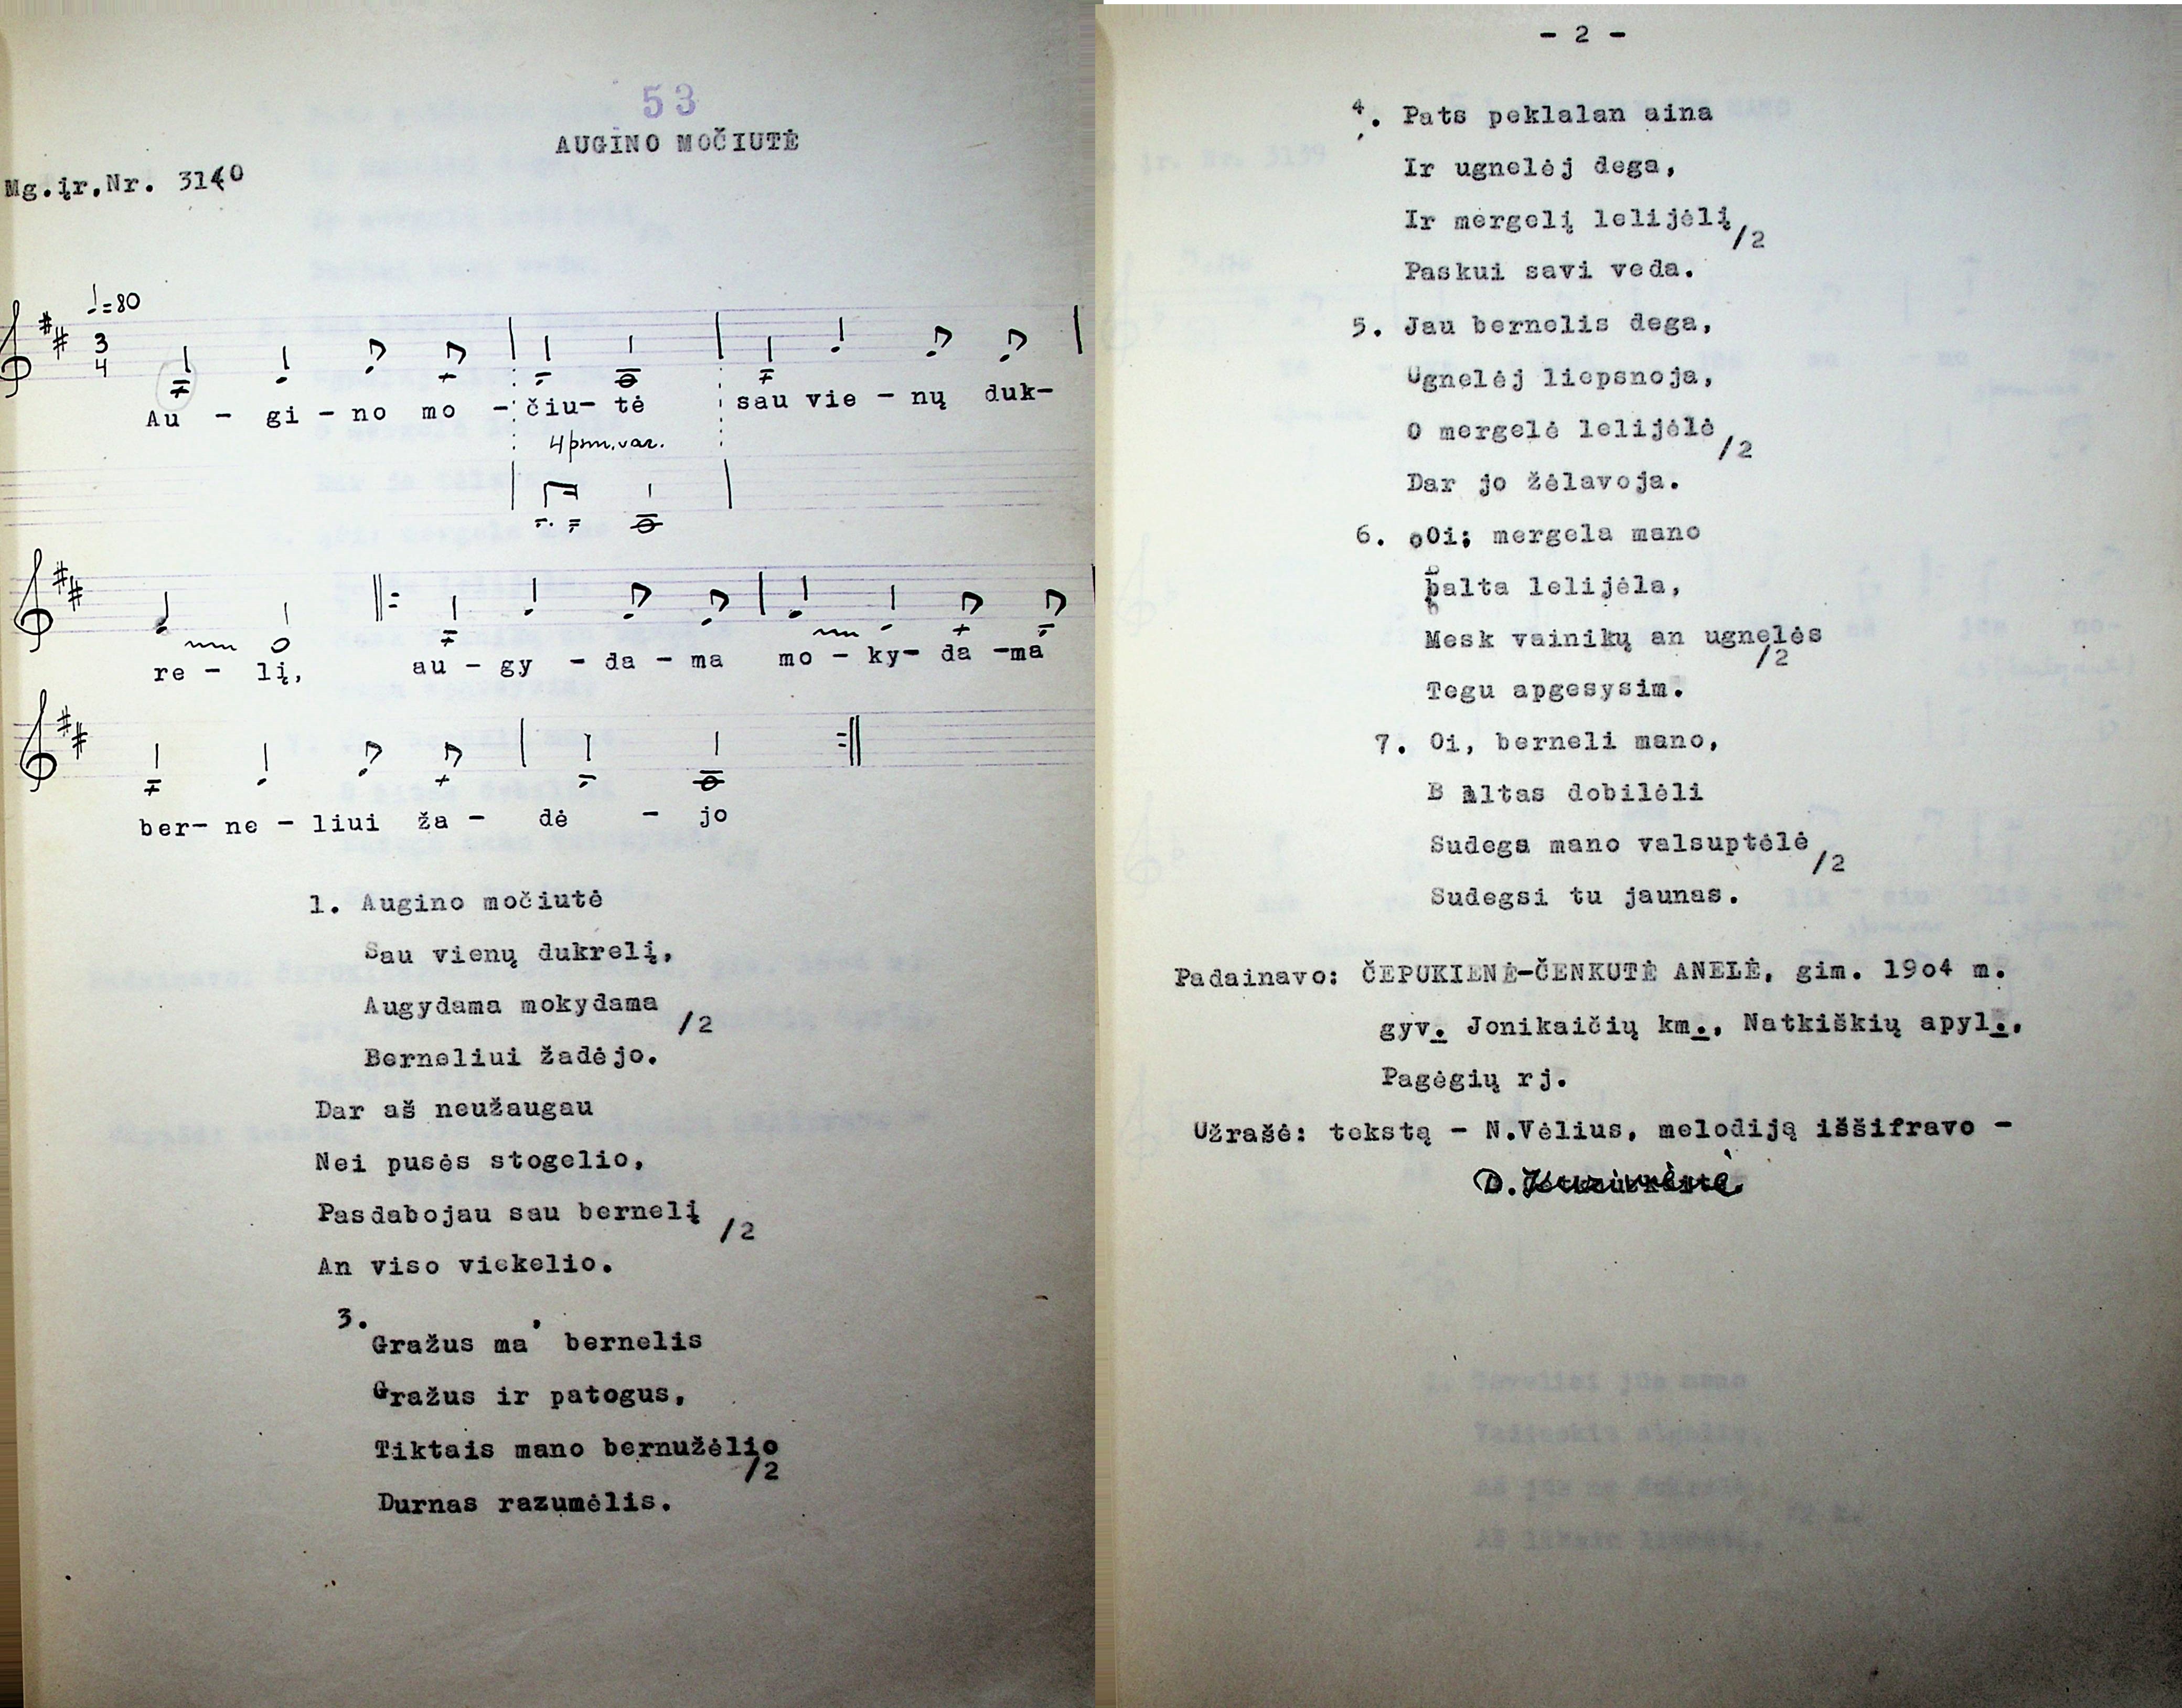 53
AUGINO MOČIUTĖ
Mg.įr.Nr. 3140
♩=80
3
4
Au - gi - no mo - čiu- tė sau vie - nų duk-
4 psm. var.
re - lį, au - gy - da - ma mo - ky- da -ma
ber- ne - liui ža - dė - jo
1. Augino močiutė
Sau vienų dukrelį,
Augydama mokydama /2
Berneliui žadėjo.
Dar aš neužaugau
Nei pusės stogelio,
Pasdabojau sau bernelį /2
An viso viekelio.
3.
Gražus ma' bernelis
Gražus ir patogus,
Tiktais mano bernužėlio /2
Durnas razumėlis.
- 2 -
4. Pats peklalan aina
Ir ugnelėj dega,
Ir mergelį lelijėlį /2
Paskui savi veda.
5. Jau bernelis dega,
Ugnelėj liepsnoja,
O mergelė lelijėlė /2
Dar jo žėlavoja.
6. oOi; mergela mano
balta lelijėla,
Mesk vainikų an ugnelės /2
Tegu apgesysim.
7. Oi, berneli mano,
B altas dobilėli
Sudega mano valsuptėlė /2
Sudegsi tu jaunas.
Padainavo: ČEPUKIENĖ-ČENKUTĖ ANELĖ, gim. 19o4 m.
gyv. Jonikaičių km., Natkiškių apyl.,
Pagėgių rj.
Užrašė: tekstą - N.Vėlius, melodiją iššifravo -
D.